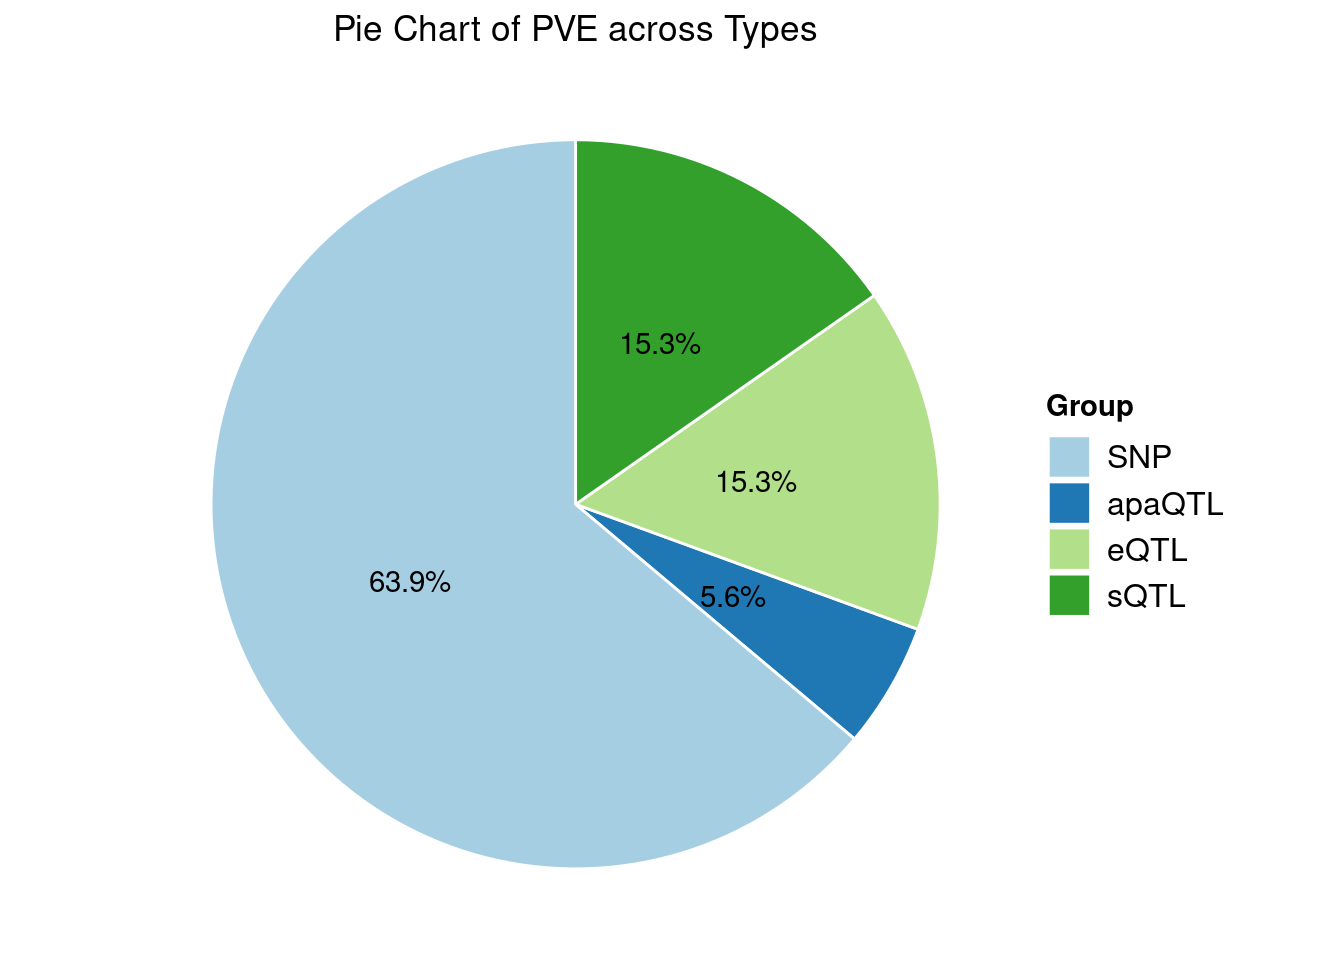 Pie Chart of PVE across Types
15.3%
15.3%
63.9%
5.6%
Group
SNP
apaQTL
eQTL
sQTL